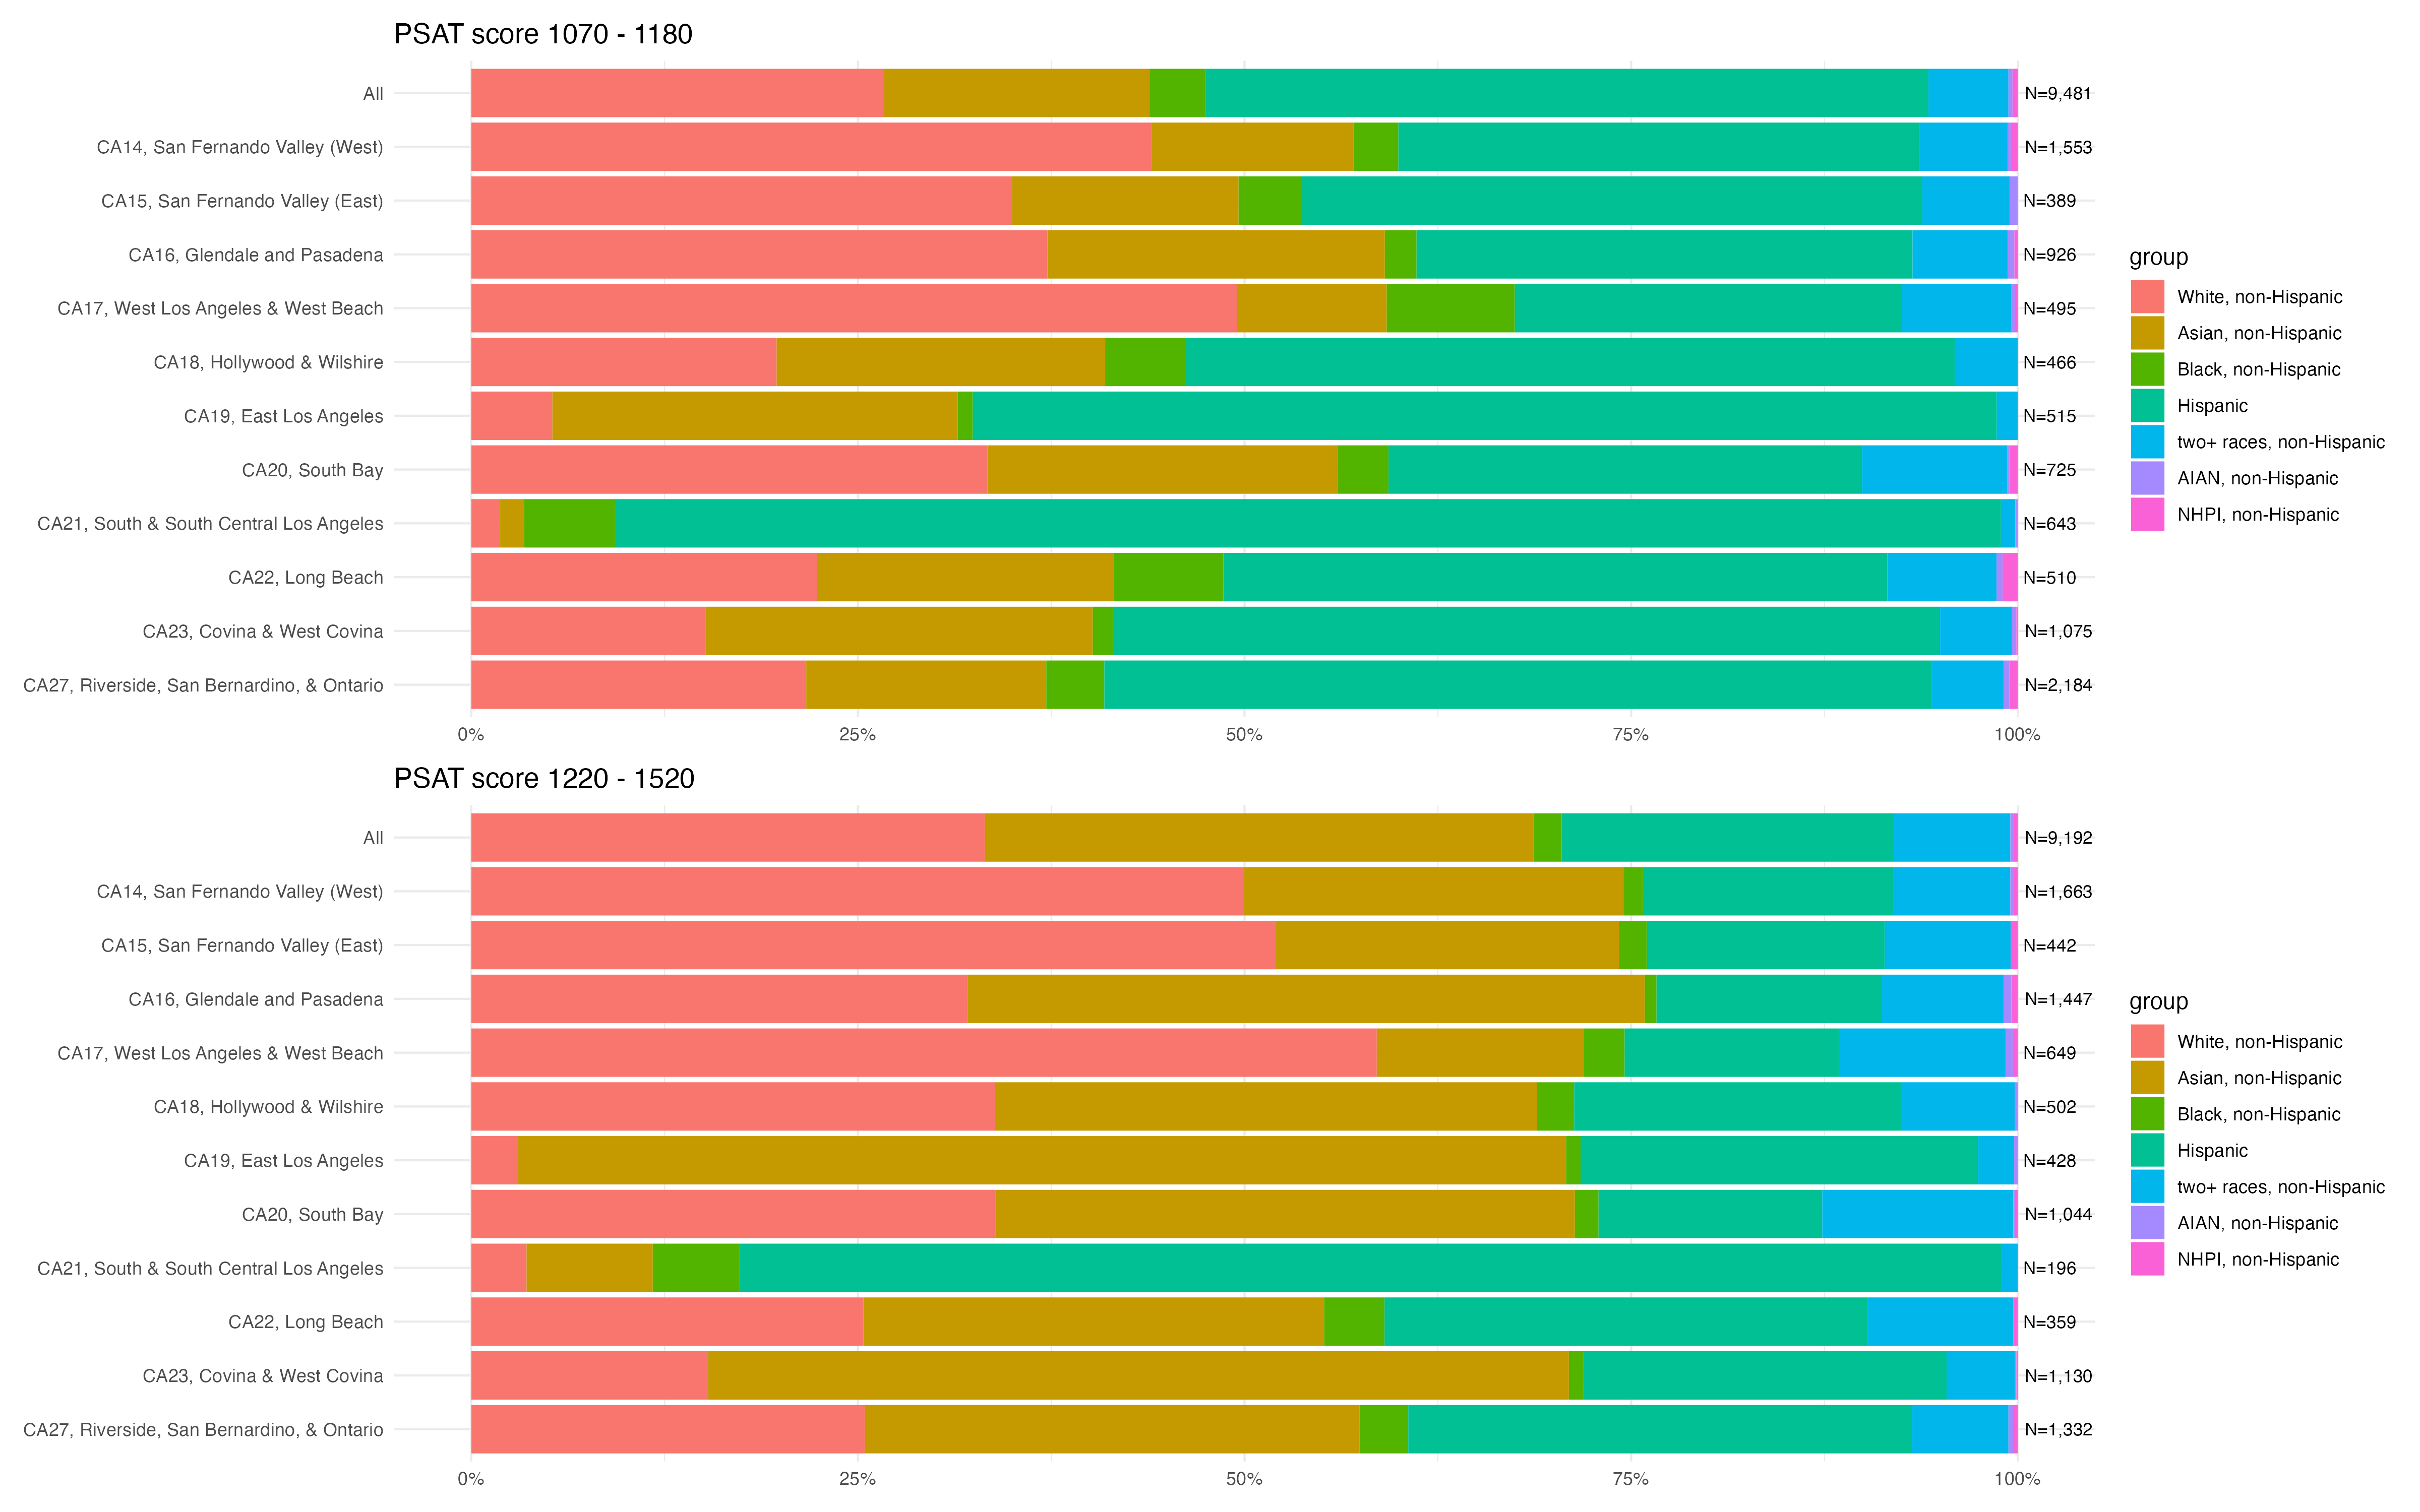 PSAT score 1070 - 1180
All N=9,481
CA14, San Fernando Valley (West) N=1,553
CA15, San Fernando Valley (East) N=389
CA16, Glendale and Pasadena N=926
CA17, West Los Angeles & West Beach N=495
CA18, Hollywood & Wilshire N=466
CA19, East Los Angeles N=515
CA20, South Bay N=725
CA21, South & South Central Los Angeles N=643
CA22, Long Beach N=510
CA23, Covina & West Covina N=1,075
CA27, Riverside, San Bernardino, & Ontario N=2,184
0% 25% 50% 75% 100%
group
White, non-Hispanic
Asian, non-Hispanic
Black, non-Hispanic
Hispanic
two+ races, non-Hispanic
AIAN, non-Hispanic
NHPI, non-Hispanic
PSAT score 1220 - 1520
All N=9,192
CA14, San Fernando Valley (West) N=1,663
CA15, San Fernando Valley (East) N=442
CA16, Glendale and Pasadena N=1,447
CA17, West Los Angeles & West Beach N=649
CA18, Hollywood & Wilshire N=502
CA19, East Los Angeles N=428
CA20, South Bay N=1,044
CA21, South & South Central Los Angeles N=196
CA22, Long Beach N=359
CA23, Covina & West Covina N=1,130
CA27, Riverside, San Bernardino, & Ontario N=1,332
0% 25% 50% 75% 100%
group
White, non-Hispanic
Asian, non-Hispanic
Black, non-Hispanic
Hispanic
two+ races, non-Hispanic
AIAN, non-Hispanic
NHPI, non-Hispanic